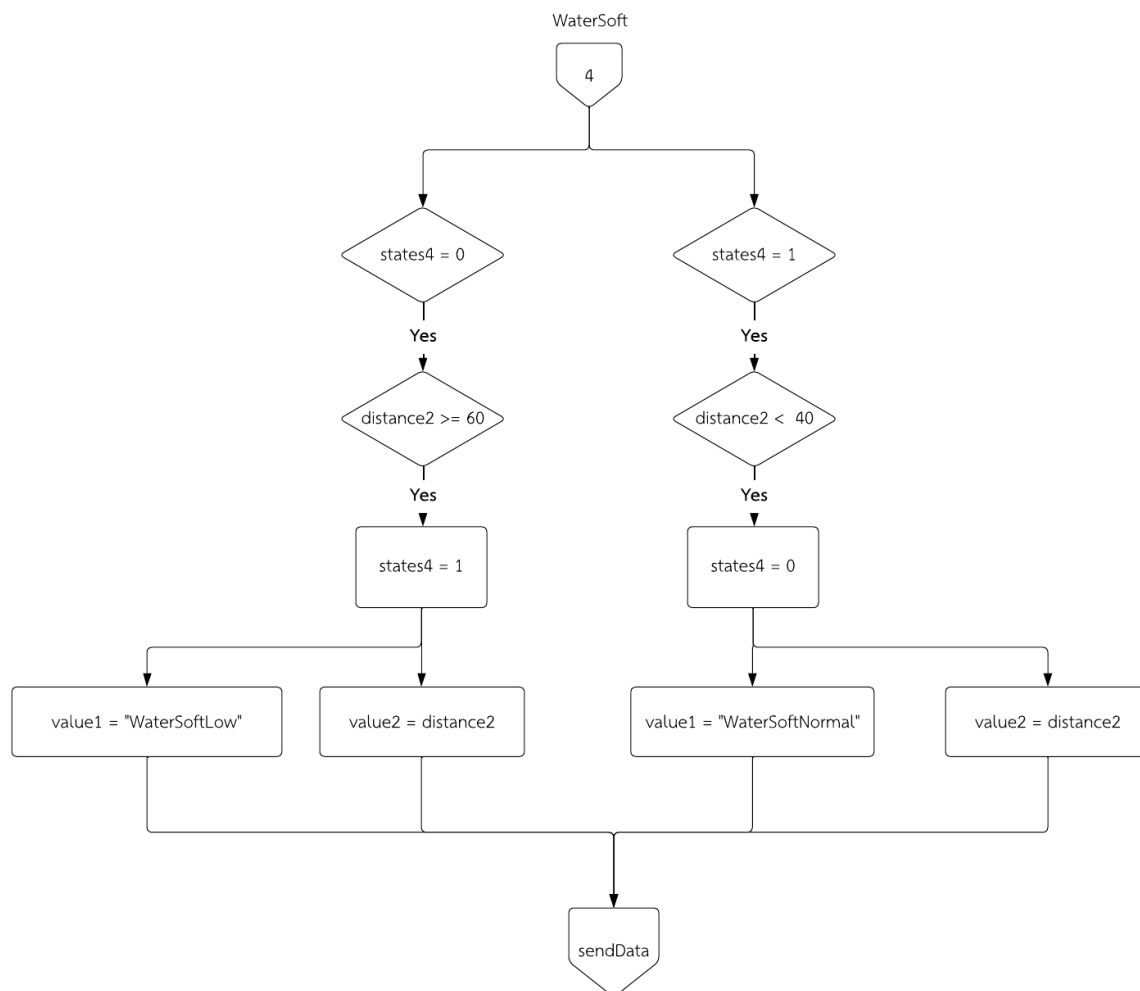 WaterSoft
4
states4 = 0
states4 = 1
Yes
Yes
distance2 >= 60
distance2 < 40
Yes
Yes
states4 = 1
states4 = 0
value1 = "WaterSoftLow"
value2 = distance2
value1 = "WaterSoftNormal"
value2 = distance2
sendData